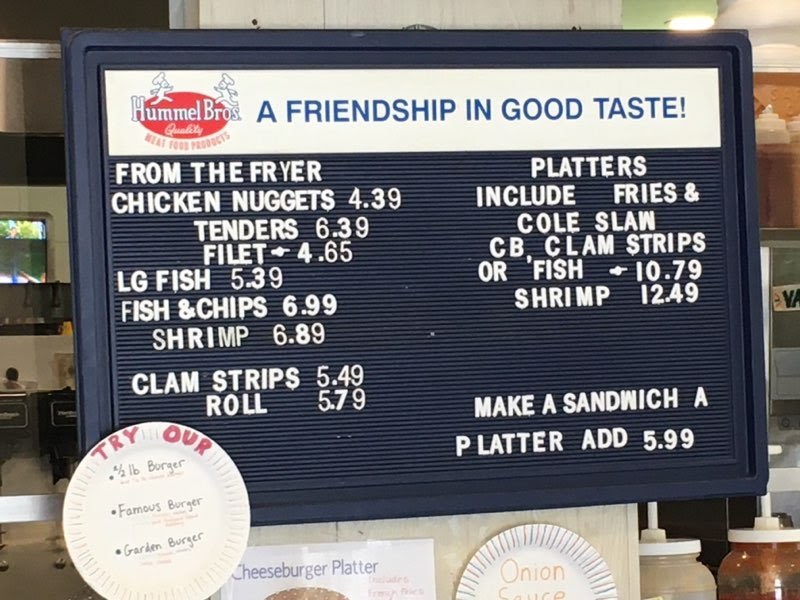 Hummel Bros.
Quality
MEAT FOOD PRODUCTS
A FRIENDSHIP IN GOOD TASTE!
FROM THE FRYER
CHICKEN NUGGETS 4.39
TENDERS 6.39
FILET 4.65
LG FISH 5.39
FISH & CHIPS 6.99
SHRIMP 6.89
CLAM STRIPS 5.49
ROLL 5.79
PLATTERS
INCLUDE FRIES &
COLE SLAW
CB, CLAM STRIPS
OR FISH 10.79
SHRIMP 12.49
MAKE A SANDWICH A
PLATTER ADD 5.99
TRY OUR
• 1/2 lb Burger
• Famous Burger
• Garden Burger
Cheeseburger Platter
Includes
Onion
Sauce